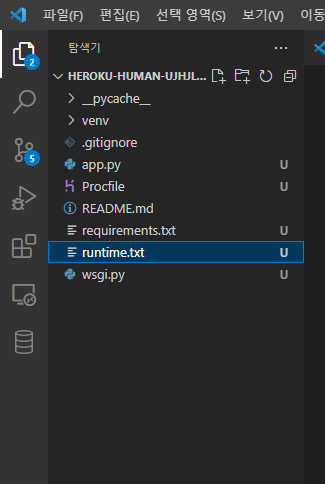 파일(F) 편집(E) 선택 영역(S) 보기(V) 이동
탐색기
HEROKU-HUMAN-UJHJL...
__pycache__
venv
.gitignore
app.py U
Procfile U
README.md
requirements.txt U
runtime.txt U
wsgi.py U
2
5